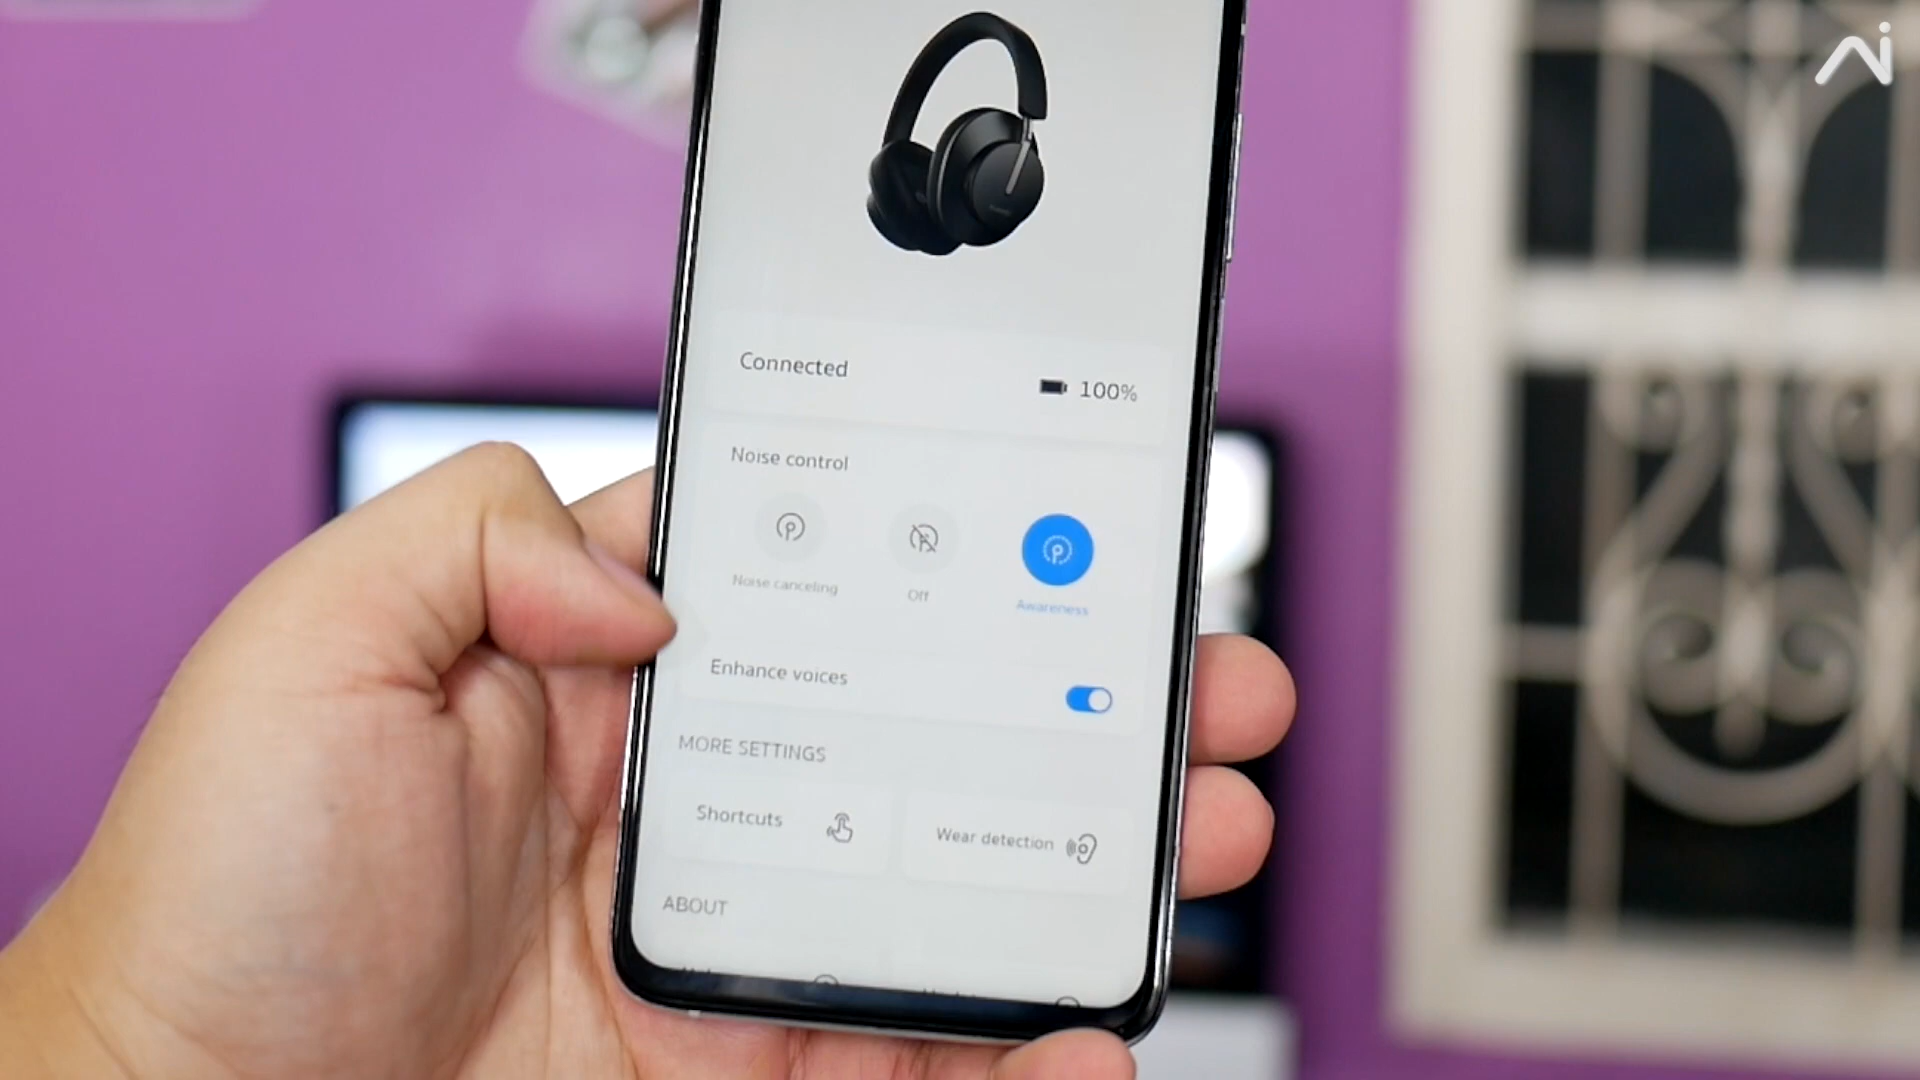 Connected
100%
Noise control
Noise canceling
Off
Awareness
Enhance voices
MORE SETTINGS
Shortcuts
Wear detection
ABOUT